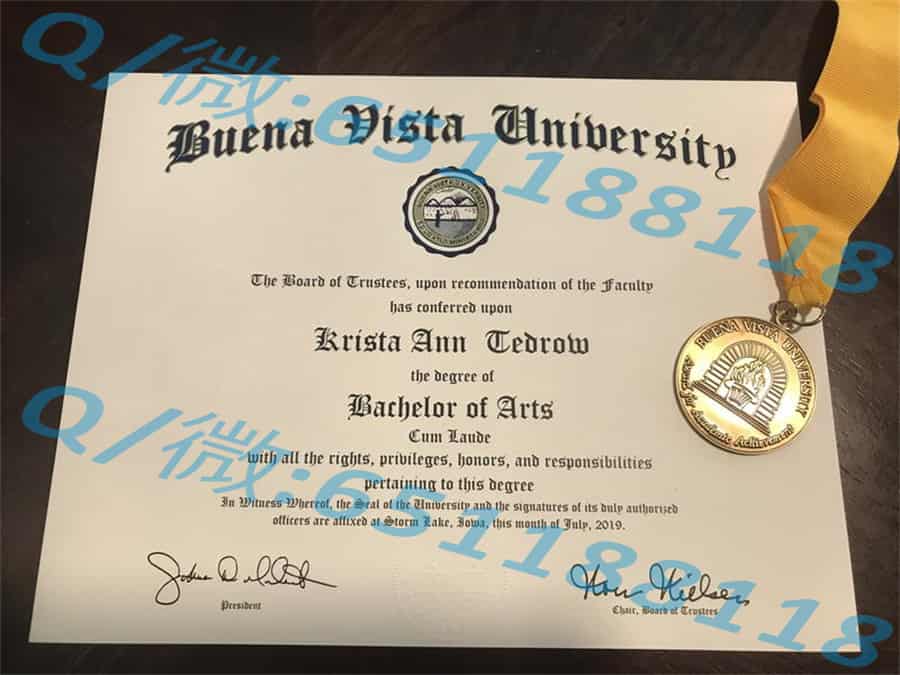 Q/微:651188118
Buena Vista University
The Board of Trustees, upon recommendation of the Faculty
has conferred upon
Krista Ann Tedrow
the degree of
Bachelor of Arts
Cum Laude
with all the rights, privileges, honors, and responsibilities
pertaining to this degree
In Witness Whereof, the Seal of the University and the signatures of its duly authorized
officers are affixed at Storm Lake, Iowa, this month of July, 2019.
President
Chair, Board of Trustees
BUENA VISTA UNIVERSITY
Award for Academic Achievement
Q/微:651188118